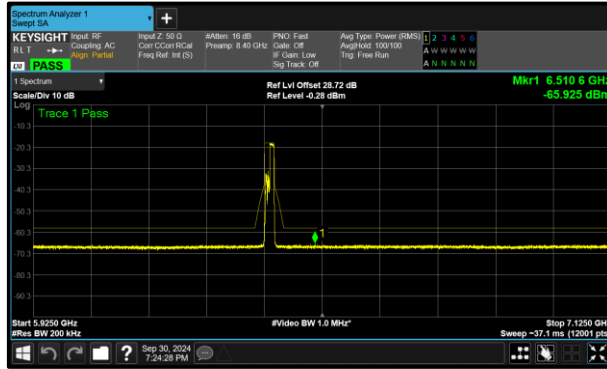 Spectrum Analyzer 1
Swept SA
KEYSIGHT
RLT
LXI PASS
Input: RF
Coupling: AC
Align: Partial
Input Z: 50 Ω
Corr CCorr RCal
Freq Ref: Int (S)
#Atten: 16 dB
Preamp: 8.40 GHz
PNO: Fast
Gate: Off
IF Gain: Low
Sig Track: Off
Avg Type: Power (RMS)
Avg|Hold: 100/100
Trig: Free Run
1 2 3 4 5 6
A W W W W W
A N N N N N
1 Spectrum
Scale/Div 10 dB
Ref Lvl Offset 28.72 dB
Ref Level -0.28 dBm
Mkr1 6.510 6 GHz
-65.925 dBm
Log
Trace 1 Pass
-10.3
-20.3
-30.3
-40.3
-50.3
-60.3
-70.3
-80.3
-90.3
1
Start 5.9250 GHz
#Res BW 200 kHz
#Video BW 1.0 MHz*
Stop 7.1250 GHz
Sweep ~37.1 ms (12001 pts)
?
Sep 30, 2024
7:24:28 PM